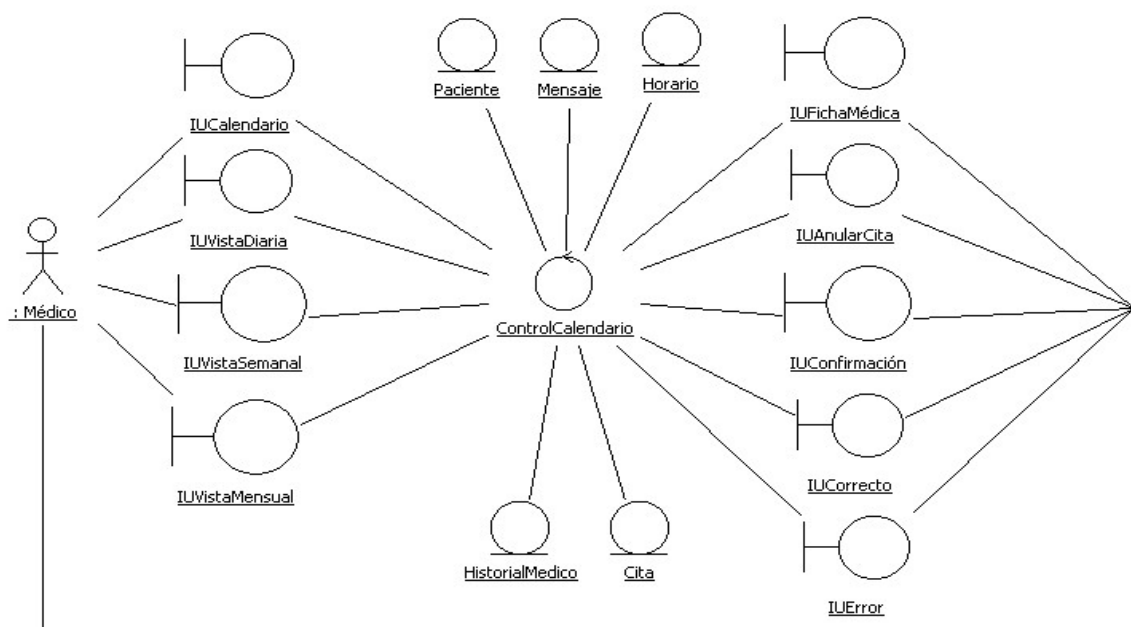 Paciente
Mensaje
Horario
IUCalendario
IUFichaMédica
IUVistaDiaria
IUAnularCita
: Médico
ControlCalendario
IUVistaSemanal
IUConfirmación
IUVistaMensual
IUCorrecto
HistorialMedico
Cita
IUError